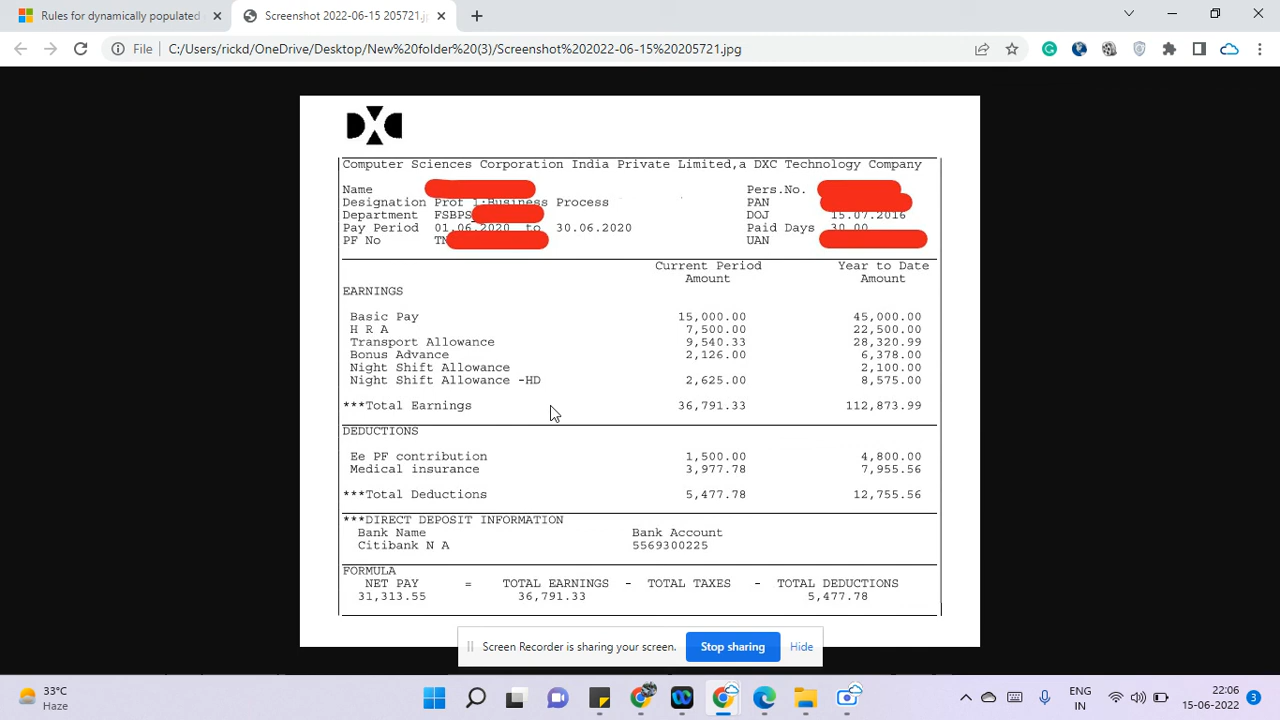 Rules for dynamically populated
Screenshot 2022-06-15 205721.j
File C:/Users/rickd/OneDrive/Desktop/New%20folder%20(3)/Screenshot%202022-06-15%20205721.jpg
DXC
Computer Sciences Corporation India Private Limited,a DXC Technology Company
Name Pers.No.
Designation Prof 1:Business Process PAN
Department FSBPS DOJ 15.07.2016
Pay Period 01.06.2020 to 30.06.2020 Paid Days 30.00
PF No TN UAN
Current Period Year to Date
Amount Amount
EARNINGS
Basic Pay 15,000.00 45,000.00
H R A 7,500.00 22,500.00
Transport Allowance 9,540.33 28,320.99
Bonus Advance 2,126.00 6,378.00
Night Shift Allowance 2,100.00
Night Shift Allowance -HD 2,625.00 8,575.00
***Total Earnings 36,791.33 112,873.99
DEDUCTIONS
Ee PF contribution 1,500.00 4,800.00
Medical insurance 3,977.78 7,955.56
***Total Deductions 5,477.78 12,755.56
***DIRECT DEPOSIT INFORMATION
Bank Name Bank Account
Citibank N A 5569300225
FORMULA
NET PAY = TOTAL EARNINGS - TOTAL TAXES - TOTAL DEDUCTIONS
31,313.55 36,791.33 5,477.78
Screen Recorder is sharing your screen. Stop sharing Hide
33°C
Haze
ENG
IN
22:06
15-06-2022
3